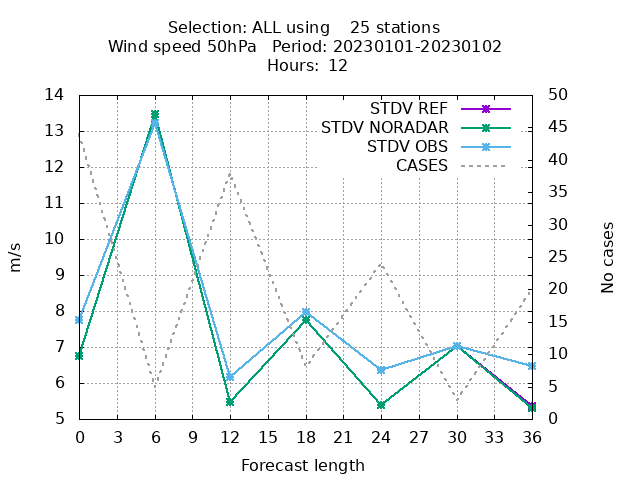 Selection: ALL using    25 stations
Wind speed 50hPa   Period: 20230101-20230102
Hours:  12
STDV REF
STDV NORADAR
STDV OBS
CASES
m/s
14
13
12
11
10
9
8
7
6
5
50
45
40
35
30
25
20
15
10
5
0
No cases
0 3 6 9 12 15 18 21 24 27 30 33 36
Forecast length